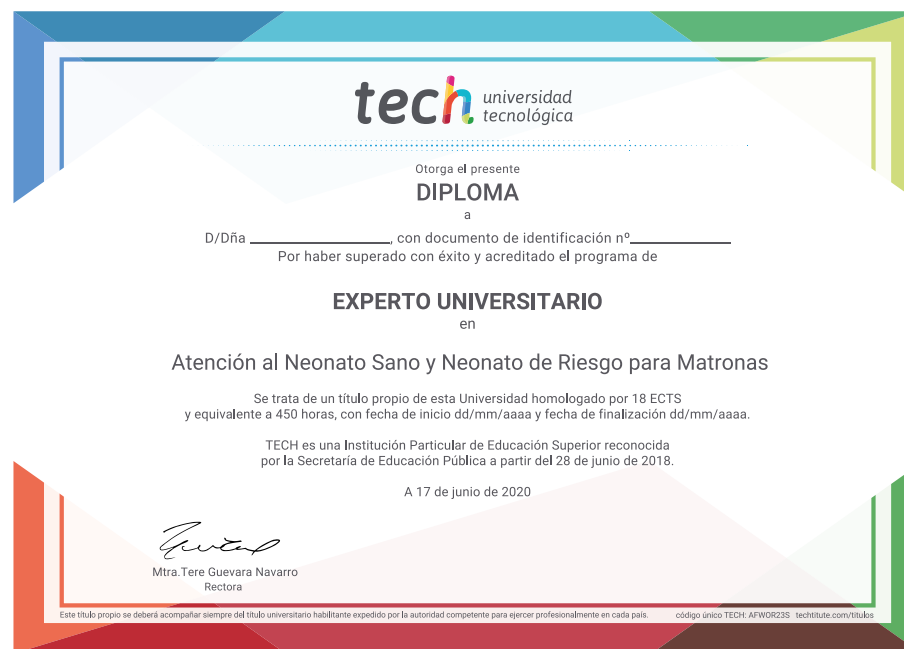 tech universidad
tecnológica
Otorga el presente
DIPLOMA
a
D/Dña ____________, con documento de identificación nº____________
Por haber superado con éxito y acreditado el programa de
EXPERTO UNIVERSITARIO
en
Atención al Neonato Sano y Neonato de Riesgo para Matronas
Se trata de un título propio de esta Universidad homologado por 18 ECTS
y equivalente a 450 horas, con fecha de inicio dd/mm/aaaa y fecha de finalización dd/mm/aaaa.
TECH es una Institución Particular de Educación Superior reconocida
por la Secretaría de Educación Pública a partir del 28 de junio de 2018.
A 17 de junio de 2020
Mtra.Tere Guevara Navarro
Rectora
Este título propio se deberá acompañar siempre del título universitario habilitante expedido por la autoridad competente para ejercer profesionalmente en cada país. código único TECH: AFWOR23S techtitute.com/títulos